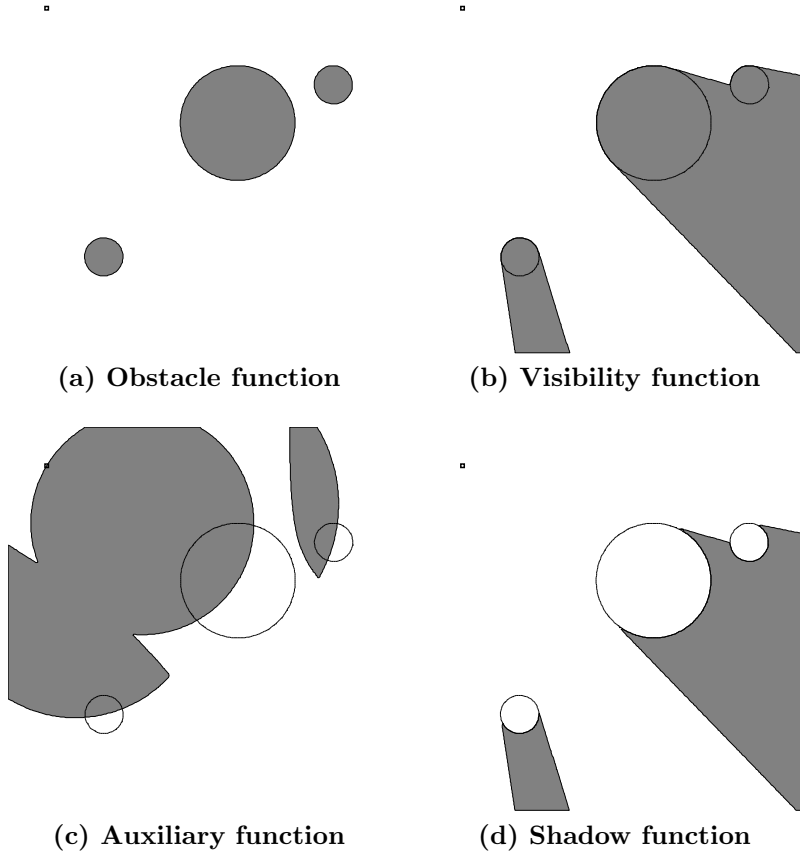 (a) Obstacle function
(b) Visibility function
(c) Auxiliary function
(d) Shadow function